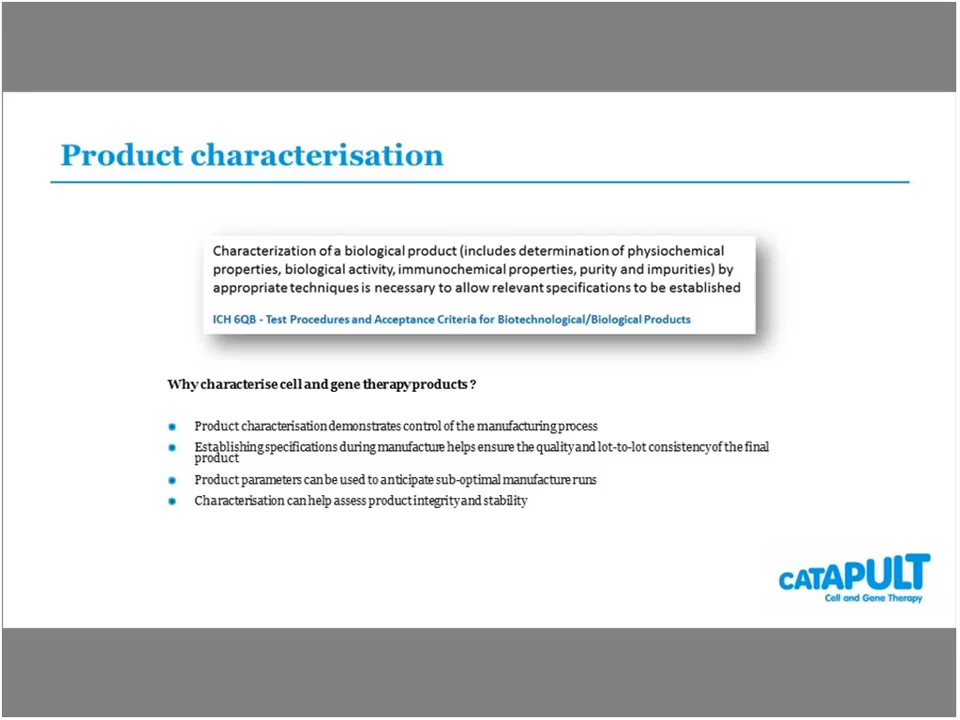 Product characterisation
Characterization of a biological product (includes determination of physiochemical
properties, biological activity, immunochemical properties, purity and impurities) by
appropriate techniques is necessary to allow relevant specifications to be established
ICH 6QB - Test Procedures and Acceptance Criteria for Biotechnological/Biological Products
Why characterise cell and gene therapy products ?
Product characterisation demonstrates control of the manufacturing process
Establishing specifications during manufacture helps ensure the quality and lot-to-lot consistency of the final
product
Product parameters can be used to anticipate sub-optimal manufacture runs
Characterisation can help assess product integrity and stability
CATAPULT
Cell and Gene Therapy